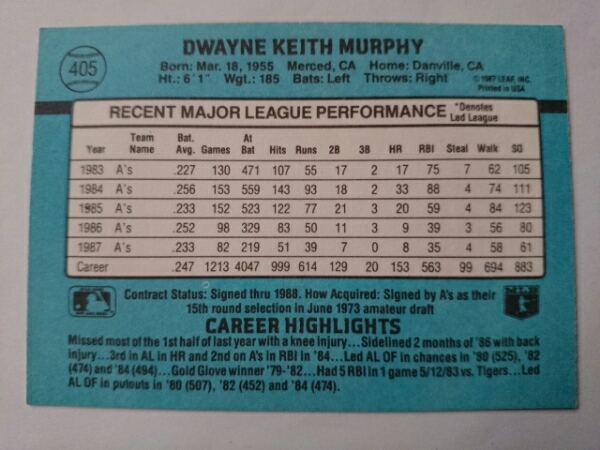 DWAYNE KEITH MURPHY
405
Born: Mar. 18, 1955 Merced, CA Home: Danville, CA
Ht.: 6' 1" Wgt.: 185 Bats: Left Throws: Right
© 1987 LEAF, INC.
Printed in USA
RECENT MAJOR LEAGUE PERFORMANCE *Denotes Led League
Year Team Name Bat. Avg. Games At Bat Hits Runs 2B 3B HR RBI Steal Walk SO
1983 A's .227 130 471 107 55 17 2 17 75 7 62 105
1984 A's .256 153 559 143 93 18 2 33 88 4 74 111
1985 A's .233 152 523 122 77 21 3 20 59 4 84 123
1986 A's .252 98 329 83 50 11 3 9 39 3 56 80
1987 A's .233 82 219 51 39 7 0 8 35 4 58 61
Career .247 1213 4047 999 614 129 20 153 563 99 694 883
Contract Status: Signed thru 1988. How Acquired: Signed by A's as their
15th round selection in June 1973 amateur draft
CAREER HIGHLIGHTS
Missed most of the 1st half of last year with a knee injury...Sidelined 2 months of '86 with back
injury...3rd in AL in HR and 2nd on A's in RBI in '84...Led AL OF in chances in '80 (525), '82
(474) and '84 (494)...Gold Glove winner '79-'82...Had 5 RBI in 1 game 5/12/83 vs. Tigers...Led
AL OF in putouts in '80 (507), '82 (452) and '84 (474).